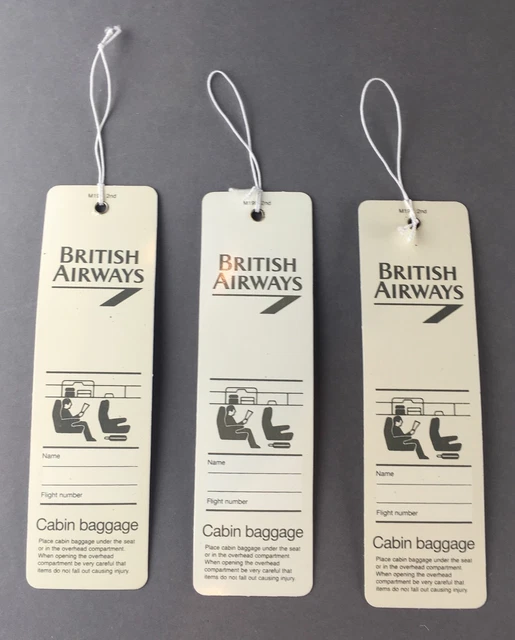 2nd
BRITISH
AIRWAYS
Name
Flight number
Cabin baggage
Place cabin baggage under the seat
or in the overhead compartment.
When opening the overhead
compartment be very careful that
items do not fall out causing injury.
2nd
BRITISH
AIRWAYS
Name
Flight number
Cabin baggage
Place cabin baggage under the seat
or in the overhead compartment.
When opening the overhead
compartment be very careful that
items do not fall out causing injury.
2nd
BRITISH
AIRWAYS
Name
Flight number
Cabin baggage
Place cabin baggage under the seat
or in the overhead compartment.
When opening the overhead
compartment be very careful that
items do not fall out causing injury.